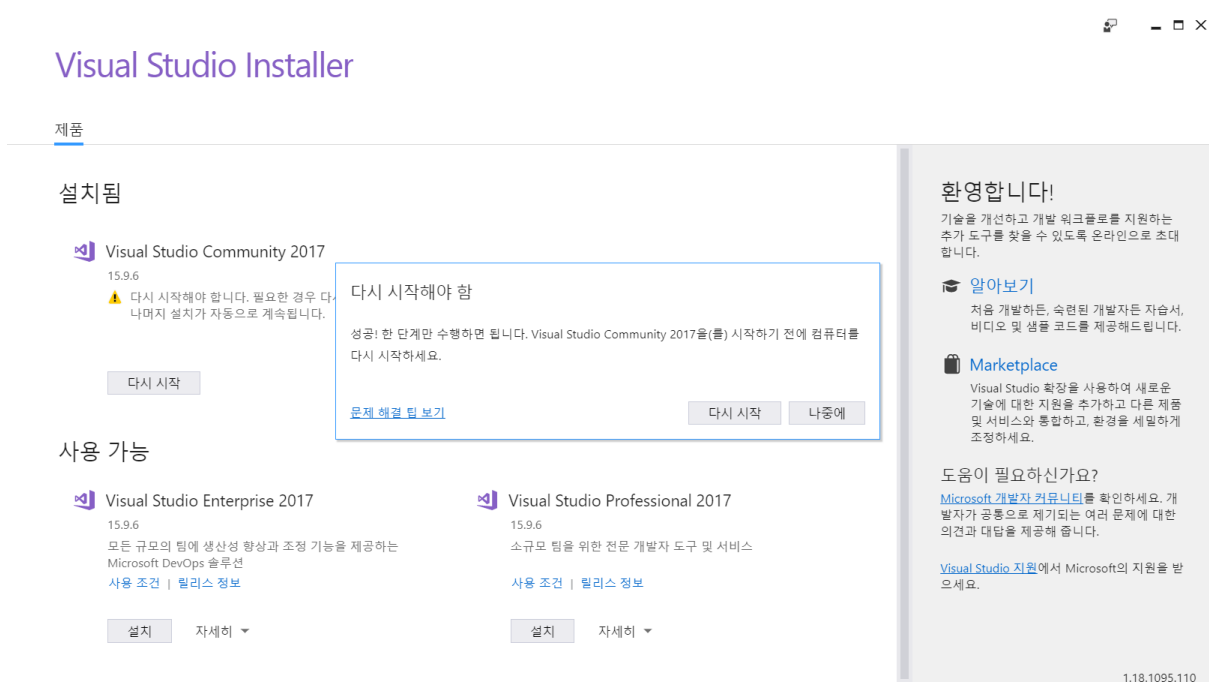 Visual Studio Installer
제품
설치됨
Visual Studio Community 2017
15.9.6
다시 시작해야 합니다. 필요한 경우 다
나머지 설치가 자동으로 계속됩니다.
다시 시작
다시 시작해야 함
성공! 한 단계만 수행하면 됩니다. Visual Studio Community 2017을(를) 시작하기 전에 컴퓨터를
다시 시작하세요.
문제 해결 팁 보기
다시 시작
나중에
사용 가능
Visual Studio Enterprise 2017
15.9.6
모든 규모의 팀에 생산성 향상과 조정 기능을 제공하는
Microsoft DevOps 솔루션
사용 조건 | 릴리스 정보
설치
자세히
Visual Studio Professional 2017
15.9.6
소규모 팀을 위한 전문 개발자 도구 및 서비스
사용 조건 | 릴리스 정보
설치
자세히
환영합니다!
기술을 개선하고 개발 워크플로를 지원하는
추가 도구를 찾을 수 있도록 온라인으로 초대
합니다.
알아보기
처음 개발하든, 숙련된 개발자든 자습서,
비디오 및 샘플 코드를 제공해드립니다.
Marketplace
Visual Studio 확장을 사용하여 새로운
기술에 대한 지원을 추가하고 다른 제품
및 서비스와 통합하고, 환경을 세밀하게
조정하세요.
도움이 필요하신가요?
Microsoft 개발자 커뮤니티를 확인하세요. 개
발자가 공통으로 제기되는 여러 문제에 대한
의견과 대답을 제공해 줍니다.
Visual Studio 지원에서 Microsoft의 지원을 받
으세요.
1.18.1095.110